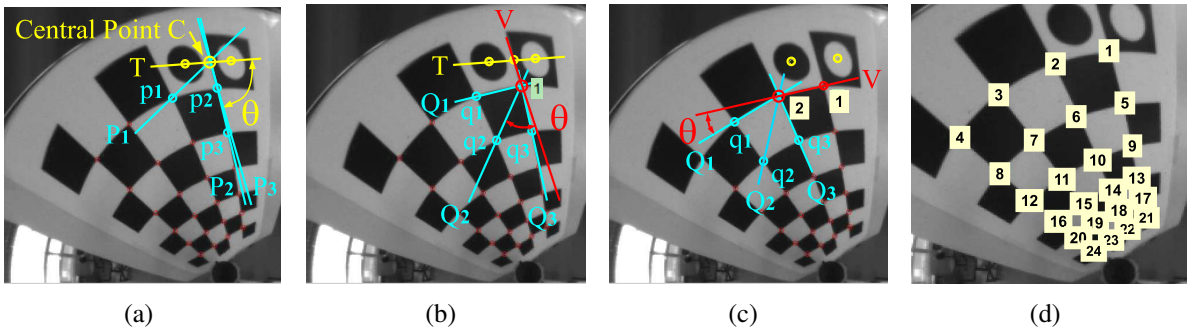 Central Point C
T
p1
p2
θ
P1
p3
P2
P3
V
T
1
Q1
q1
θ
q2
q3
Q2
Q3
V
2
1
θ
q1
q3
Q1
q2
Q2
Q3
1
2
3
5
6
4
7
9
10
8
11
13
14
12
15
17
16
19
18
21
22
20
23
24
(a)
(b)
(c)
(d)